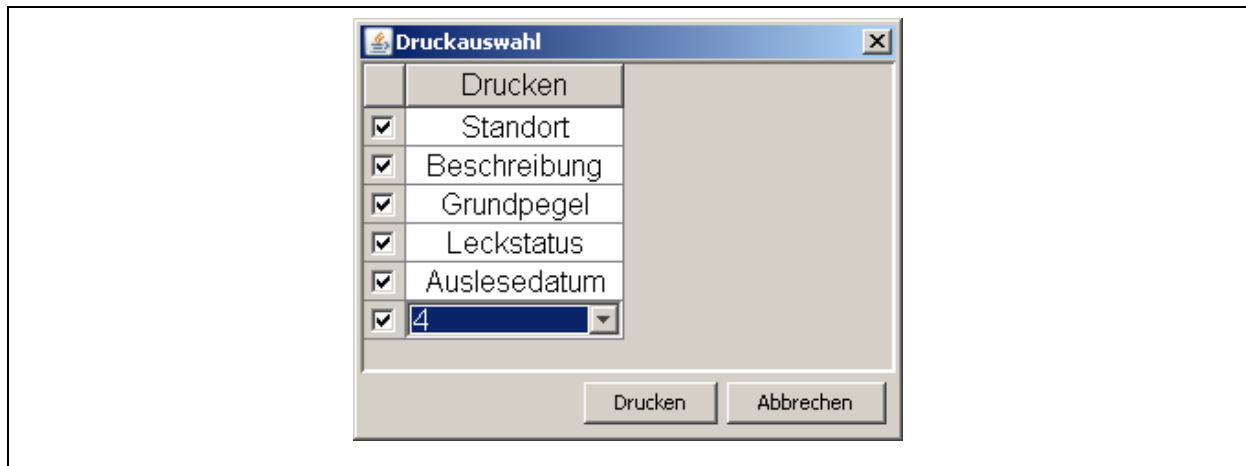 Druckauswahl
Drucken
Standort
Beschreibung
Grundpegel
Leckstatus
Auslesedatum
4
Drucken Abbrechen